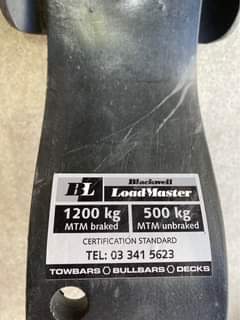 BL Blackwell
LoadMaster
1200 kg 500 kg
MTM braked MTM unbraked
CERTIFICATION STANDARD
TEL: 03 341 5623
TOWBARS > BULLBARS > DECKS